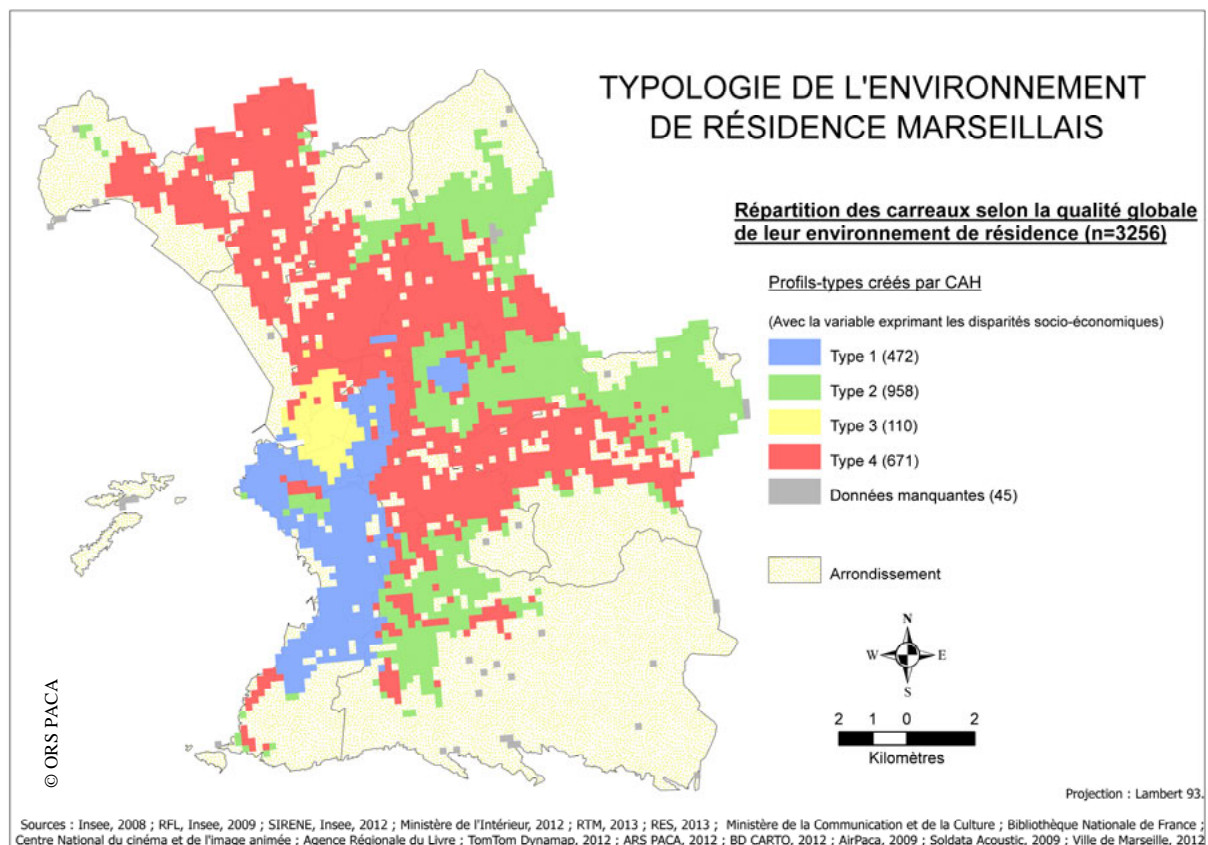 TYPOLOGIE DE L'ENVIRONNEMENT
DE RÉSIDENCE MARSEILLAIS
Répartition des carreaux selon la qualité globale
de leur environnement de résidence (n=3256)
Profils-types créés par CAH
(Avec la variable exprimant les disparités socio-économiques)
Type 1 (472)
Type 2 (958)
Type 3 (110)
Type 4 (671)
Données manquantes (45)
Arrondissement
N
W E
S
2 1 0 2
Kilomètres
© ORS PACA
Projection : Lambert 93.
Sources : Insee, 2008 ; RFL, Insee, 2009 ; SIRENE, Insee, 2012 ; Ministère de l'Intérieur, 2012 ; RTM, 2013 ; RES, 2013 ; Ministère de la Communication et de la Culture ; Bibliothèque Nationale de France ;
Centre National du cinéma et de l'image animée ; Agence Régionale du Livre ; TomTom Dynamap, 2012 ; ARS PACA, 2012 ; BD CARTO, 2012 ; AirPaca, 2009 ; Soldata Acoustic, 2009 ; Ville de Marseille, 2012